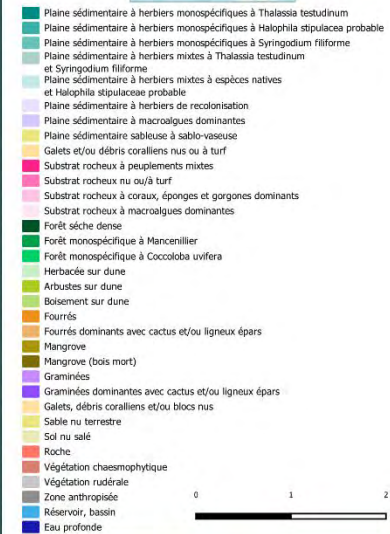 Plaine sédimentaire à herbiers monospécifiques à Thalassia testudinum
Plaine sédimentaire à herbiers monospécifiques à Halophila stipulacea probable
Plaine sédimentaire à herbiers monospécifiques à Syringodium filiforme
Plaine sédimentaire à herbiers mixtes à Thalassia testudinum
et Syringodium filiforme
Plaine sédimentaire à herbiers mixtes à espèces natives
et Halophila stipulaceae probable
Plaine sédimentaire à herbiers de recolonisation
Plaine sédimentaire à macroalgues dominantes
Plaine sédimentaire sableuse à sablo-vaseuse
Galets et/ou débris coralliens nus ou à turf
Substrat rocheux à peuplements mixtes
Substrat rocheux nu ou/à turf
Substrat rocheux à coraux, éponges et gorgones dominants
Substrat rocheux à macroalgues dominantes
Forêt séche dense
Forêt monospécifique à Mancenillier
Forêt monospécifique à Coccoloba uvifera
Herbacée sur dune
Arbustes sur dune
Boisement sur dune
Fourrés
Fourrés dominants avec cactus et/ou ligneux épars
Mangrove
Mangrove (bois mort)
Graminées
Graminées dominantes avec cactus et/ou ligneux épars
Galets, débris coralliens et/ou blocs nus
Sable nu terrestre
Sol nu salé
Roche
Végétation chaesmophytique
Végétation rudérale
Zone anthropisée
Réservoir, bassin
Eau profonde
0 1 2